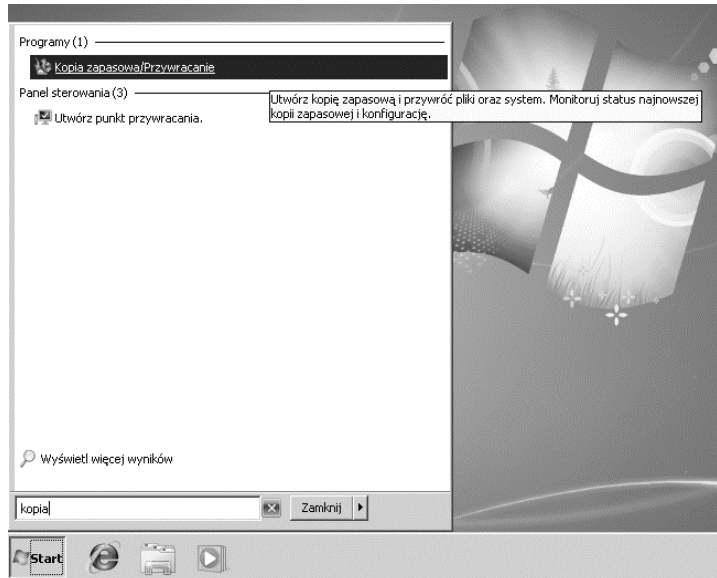 Programy (1)
Kopia zapasowa/Przywracanie
Panel sterowania (3)
Utwórz kopię zapasową i przywróć pliki oraz system. Monitoruj status najnowszej
kopii zapasowej i konfigurację.
Utwórz punkt przywracania.
Wyświetl więcej wyników
kopia
Zamknij
Start